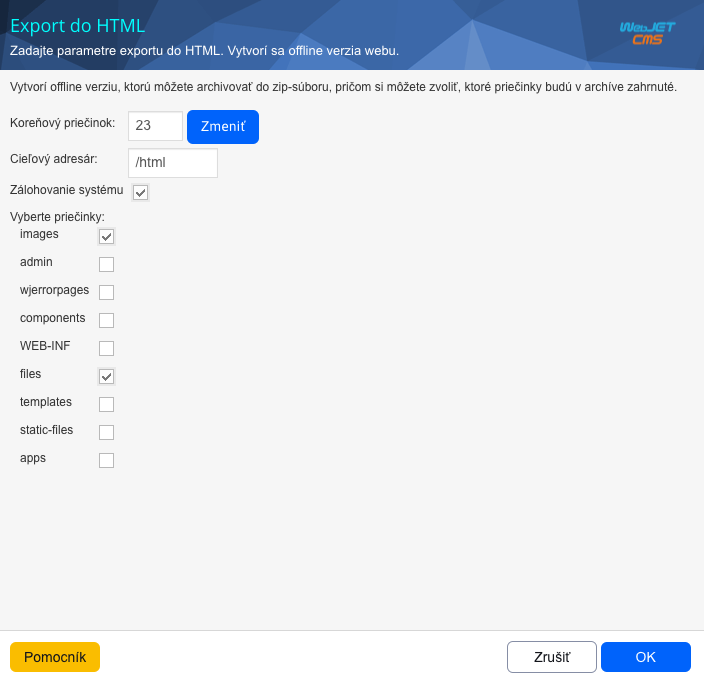 Export do HTML
WebJET
CMS
Zadajte parametre exportu do HTML. Vytvorí sa offline verzia webu.
Vytvorí offline verziu, ktorú môžete archivovať do zip-súboru, pričom si môžete zvoliť, ktoré priečinky budú v archíve zahrnuté.
Koreňový priečinok: 23 Zmeniť
Cieľový adresár: /html
Zálohovanie systému
Vyberte priečinky:
images
admin
wjerrorpages
components
WEB-INF
files
templates
static-files
apps
Pomocník Zrušiť OK